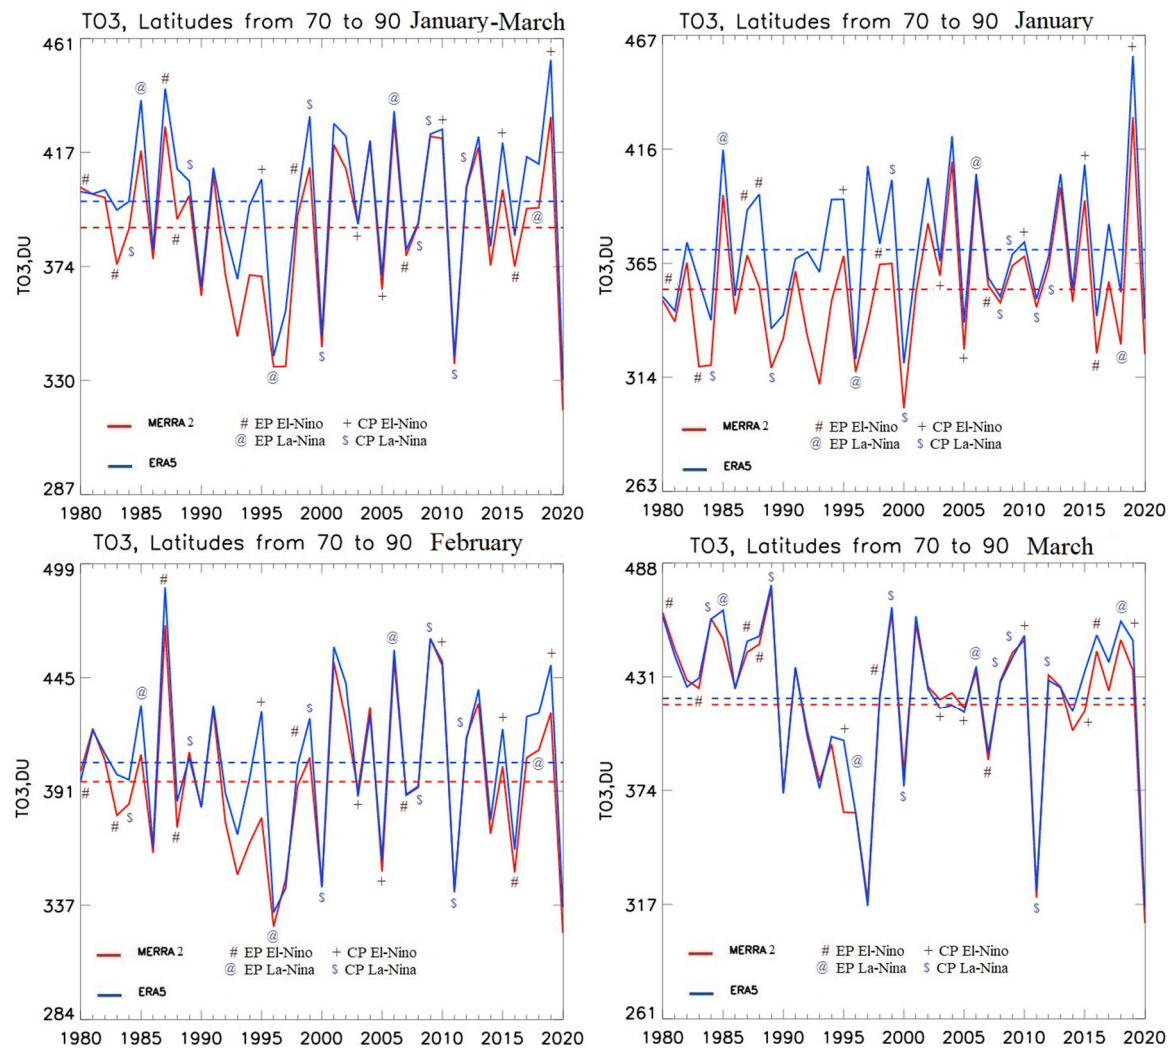 TO3, Latitudes from 70 to 90 January-March
461
417
374
330
287
TO3,DU
# @ # $ # $ @ # + # $ @ $ + $ + $ + @ # $ + # $ $ # @
MERRA 2
# EP El-Nino + CP El-Nino
@ EP La-Nina $ CP La-Nina
ERA5
1980 1985 1990 1995 2000 2005 2010 2015 2020
TO3, Latitudes from 70 to 90 January
467
416
365
314
263
TO3,DU
# # $ @ # # $ + @ # $ $ + + @ # $ $ + $ $ + # @ +
MERRA 2
# EP El-Nino + CP El-Nino
@ EP La-Nina $ CP La-Nina
ERA5
1980 1985 1990 1995 2000 2005 2010 2015 2020
TO3, Latitudes from 70 to 90 February
499
445
391
337
284
TO3,DU
# # $ @ # # $ + @ # $ $ + + @ # $ $ + $ $ + # @ +
MERRA 2
# EP El-Nino + CP El-Nino
@ EP La-Nina $ CP La-Nina
ERA5
1980 1985 1990 1995 2000 2005 2010 2015 2020
TO3, Latitudes from 70 to 90 March
488
431
374
317
261
TO3,DU
# # $ @ # # $ + @ # $ $ + + @ # $ $ + $ $ + # @ +
MERRA 2
# EP El-Nino + CP El-Nino
@ EP La-Nina $ CP La-Nina
ERA5
1980 1985 1990 1995 2000 2005 2010 2015 2020